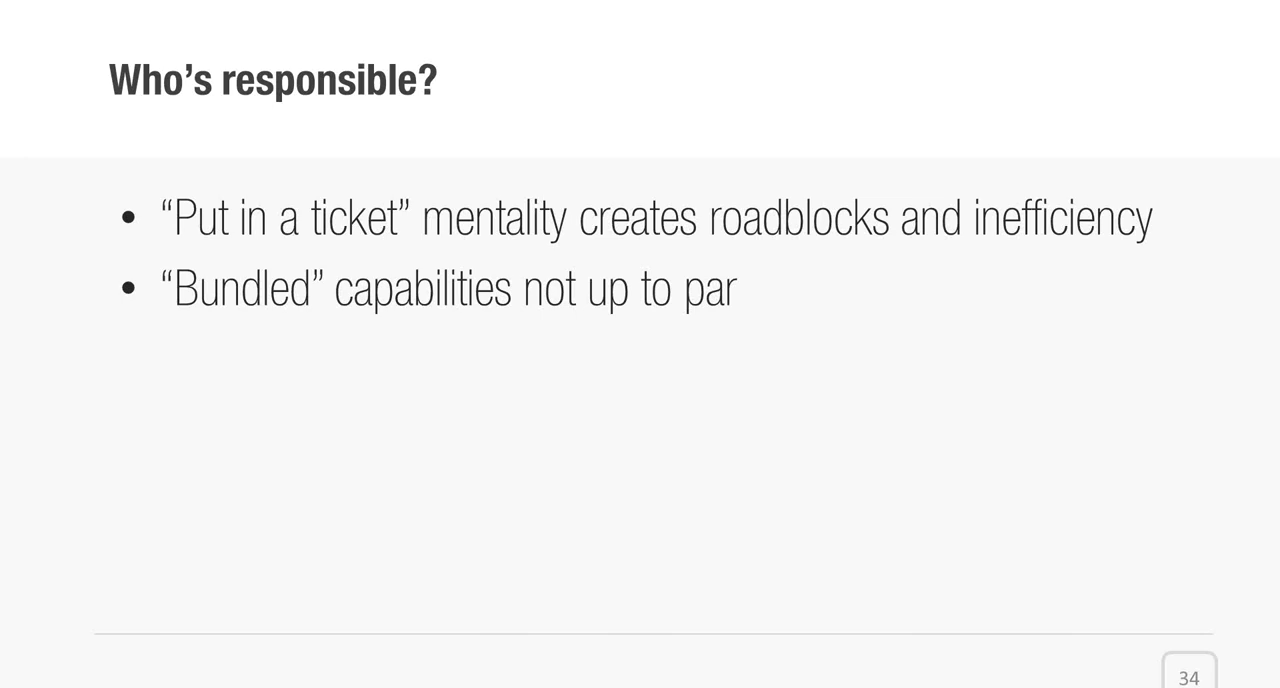 Who’s responsible?
• “Put in a ticket” mentality creates roadblocks and inefficiency
• “Bundled” capabilities not up to par
34